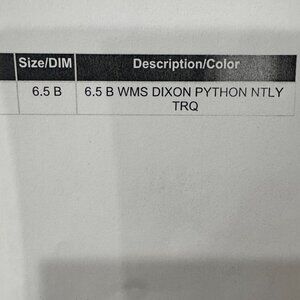 Size/DIM Description/Color
6.5 B 6.5 B WMS DIXON PYTHON NTLY
TRQ